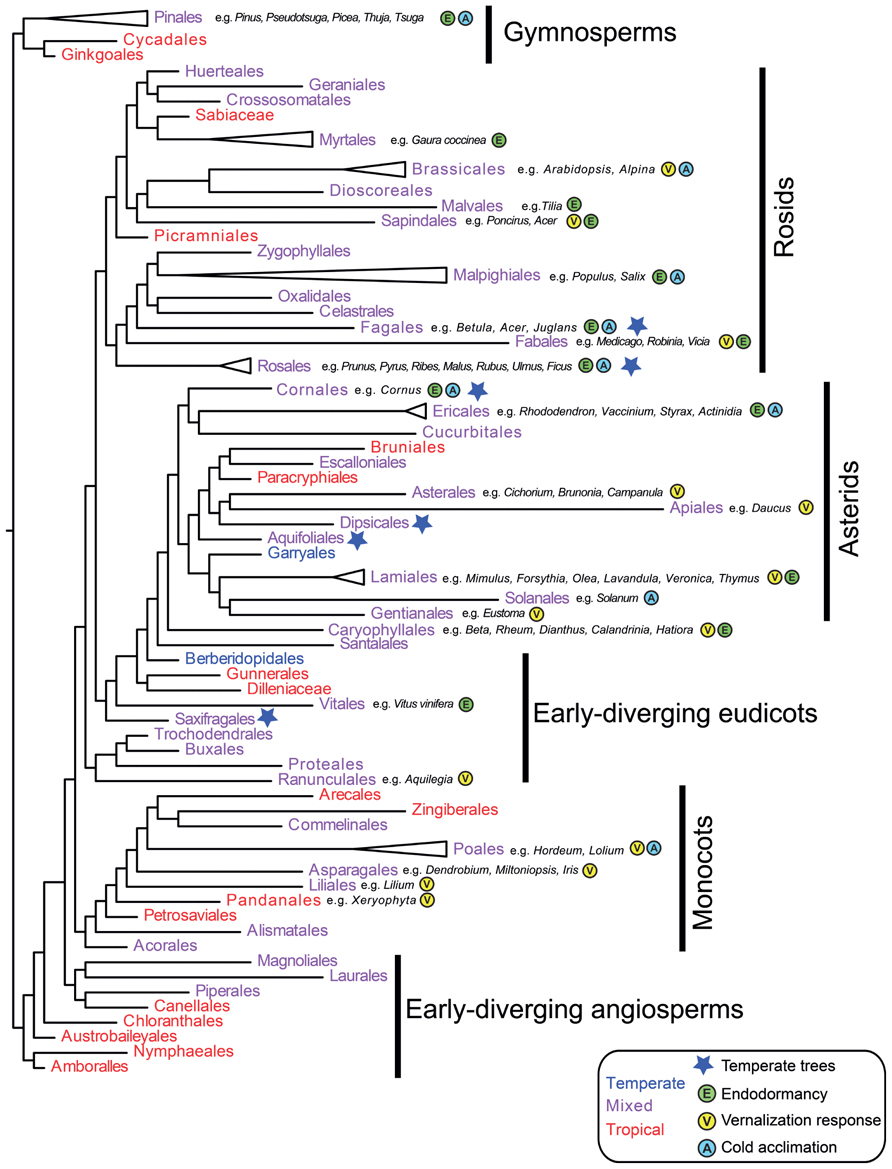 Pinales e.g. Pinus, Pseudotsuga, Picea, Thuja, Tsuga E A
Gymnosperms
Cycadales
Ginkgoales
Huerteales
Geraniales
Crossosomatales
Sabiaceae
Myrtales e.g. Gaura coccinea E
Brassicales e.g. Arabidopsis, Alpina V A
Dioscoreales
Malvales e.g.Tilia E
Sapindales e.g. Poncirus, Acer V E
Picramniales
Rosids
Zygophyllales
Malpighiales e.g. Populus, Salix E A
Oxalidales
Celastrales
Fagales e.g. Betula, Acer, Juglans E A
Fabales e.g. Medicago, Robinia, Vicia V E
Rosales e.g. Prunus, Pyrus, Ribes, Malus, Rubus, Ulmus, Ficus E A
Cornales e.g. Cornus E A
Ericales e.g. Rhododendron, Vaccinium, Styrax, Actinidia E A
Cucurbitales
Bruniales
Escalloniales
Paracryphiales
Asterids
Asterales e.g. Cichorium, Brunonia, Campanula V
Apiales e.g. Daucus V
Dipsicales
Aquifoliales
Garryales
Lamiales e.g. Mimulus, Forsythia, Olea, Lavandula, Veronica, Thymus V E
Solanales e.g. Solanum A
Gentianales e.g. Eustoma V
Caryophyllales e.g. Beta, Rheum, Dianthus, Calandrinia, Hatiora V E
Santalales
Berberidopidales
Gunnerales
Dilleniaceae
Vitales e.g. Vitus vinifera E
Early-diverging eudicots
Saxifragales
Trochodendrales
Buxales
Proteales
Ranunculales e.g. Aquilegia V
Arecales
Zingiberales
Commelinales
Poales e.g. Hordeum, Lolium V A
Monocots
Asparagales e.g. Dendrobium, Miltoniopsis, Iris V
Liliales e.g. Lilium V
Pandanales e.g. Xeryophyta V
Petrosaviales
Alismatales
Acorales
Magnoliales
Laurales
Piperales
Canellales
Early-diverging angiosperms
Chloranthales
Austrobaileyales
Nymphaeales
Amboralles
Temperate
Mixed
Tropical
Temperate trees
E Endodormancy
V Vernalization response
A Cold acclimation